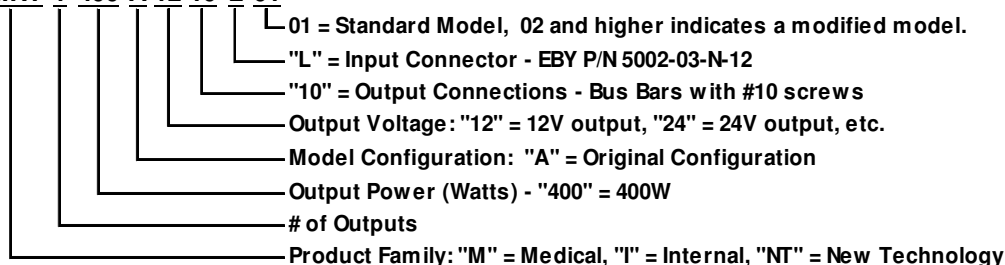 01 = Standard Model, 02 and higher indicates a modified model.
"L" = Input Connector - EBY P/N 5002-03-N-12
"10" = Output Connections - Bus Bars with #10 screws
Output Voltage: "12" = 12V output, "24" = 24V output, etc.
Model Configuration: "A" = Original Configuration
Output Power (Watts) - "400" = 400W
# of Outputs
Product Family: "M" = Medical, "I" = Internal, "NT" = New Technology